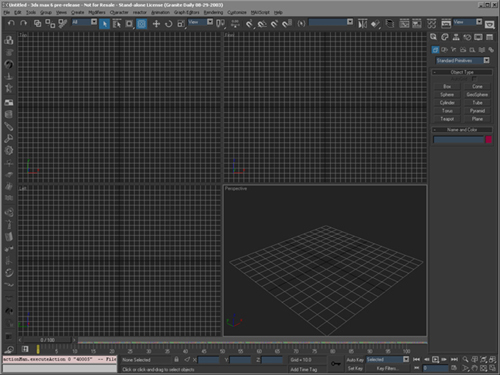 Untitled - 3ds max 6 pre-release - Not for Resale - Stand-alone License (Granite Daily 08-29-2003)
File Edit Tools Group Views Create Modifiers Character reactor Animation Graph Editors Rendering Customize MAXScript Help
All View View
Top Front
Standard Primitives
Object Type
Box Cone
Sphere GeoSphere
Cylinder Tube
Torus Pyramid
Teapot Plane
Name and Color
Left Perspective
0 / 100
actionMan.executeAction 0 "40003" -- File
None Selected X: Y: Z: Grid = 10.0 Auto Key Selected
Click or click-and-drag to select objects Add Time Tag Set Key Key Filters... 0